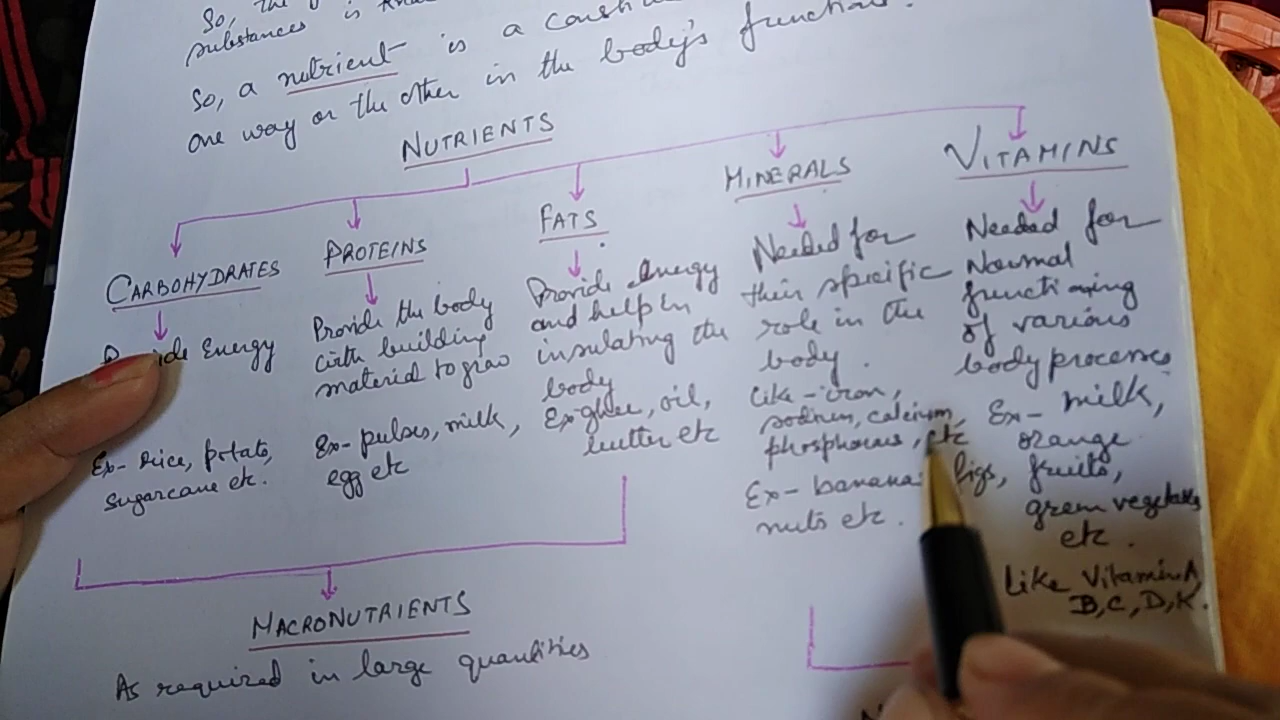 So, the
substances is
So, a nutrient is a
one way or the other in the body's function.
NUTRIENTS
CARBOHYDRATES
Energy
Ex- rice, potato,
sugarcane etc.
PROTEINS
Provide the body
with building
material to grow
Ex- pulses, milk,
egg etc
FATS
Provide energy
and help in
insulating the
body
Ex- ghee, oil,
butter etc
MINERALS
Needed for
their specific
role in the
body.
like - iron,
sodium, calcium,
phosphorus, etc
Ex- banana figs,
nuts etc.
VITAMINS
Needed for
Normal
functioning
of various
body processes
Ex- milk,
orange
fruits,
green vegetables
etc.
Like Vitamin A,
B, C, D, K.
MACRONUTRIENTS
As required in large quantities